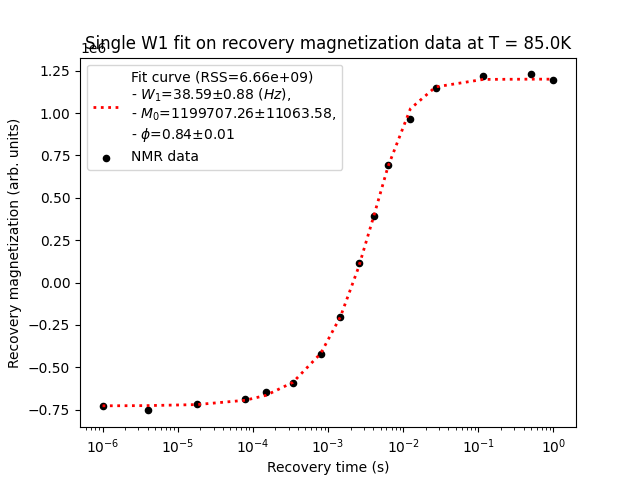 Single W1 fit on recovery magnetization data at T = 85.0K
1e6
Fit curve (RSS=6.66e+09)
- W₁=38.59±0.88 (Hz),
- M₀=1199707.26±11063.58,
- ϕ=0.84±0.01
NMR data
1.25
1.00
0.75
0.50
0.25
0.00
−0.25
−0.50
−0.75
Recovery magnetization (arb. units)
10⁻⁶ 10⁻⁵ 10⁻⁴ 10⁻³ 10⁻² 10⁻¹ 10⁰
Recovery time (s)